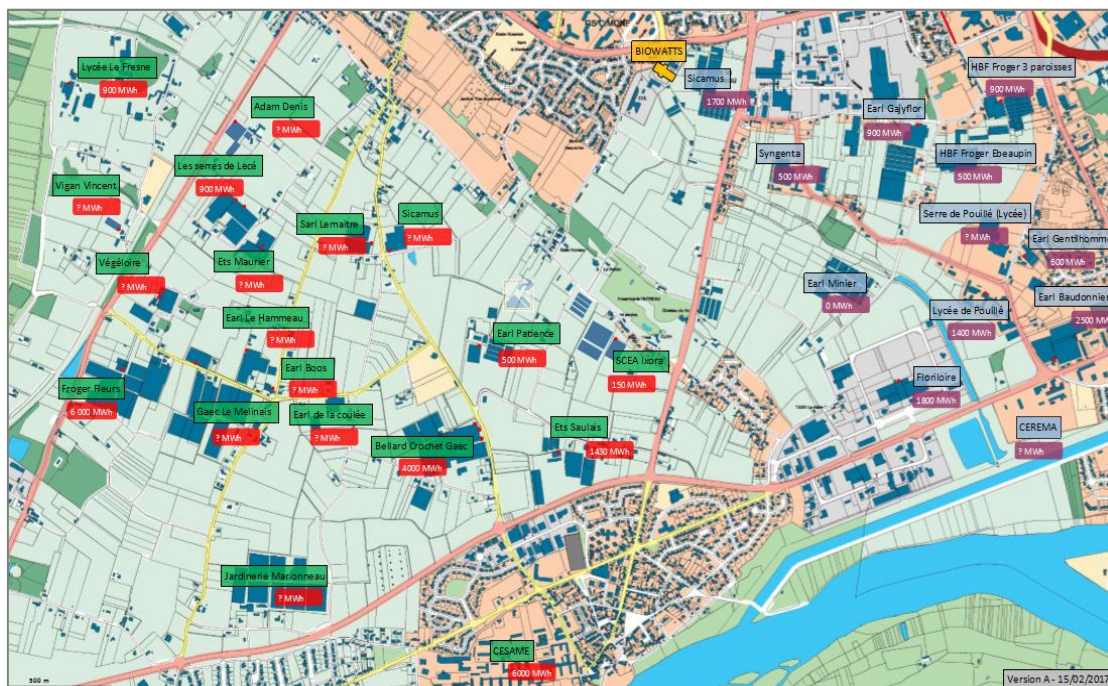 BIOWATTS
Lycée Le Fresne
900 MWh
Sicamus
1700 MWh
HBF Froger 3 paroisses
900 MWh
Adam Denis
? MWh
Earl Gajyflor
900 MWh
Les serres de Lecé
900 MWh
Syngenta
500 MWh
HBF Froger Ebeaupin
500 MWh
Vigan Vincent
? MWh
Sarl Lemaitre
? MWh
Sicamus
? MWh
Serre de Pouillé (Lycée)
? MWh
Earl Gentilhomm
500 MWh
Végéloire
? MWh
Ets Maurier
? MWh
Earl Minier
0 MWh
Earl Baudonnier
2500 MW
Lycée de Pouillé
1400 MWh
Earl Le Hammeau
? MWh
Earl Patience
500 MWh
SCEA Ixora
150 MWh
Earl Boos
? MWh
Froger Fleurs
6 000 MWh
Floriloire
1800 MWh
Gaec Le Melinais
? MWh
Earl de la coulée
? MWh
Bellard Crochet Gaec
4000 MWh
Ets Saulais
1430 MWh
CEREMA
? MWh
Jardinerie Marionneau
? MWh
CESAME
6000 MWh
500 m
Version A - 15/02/2017